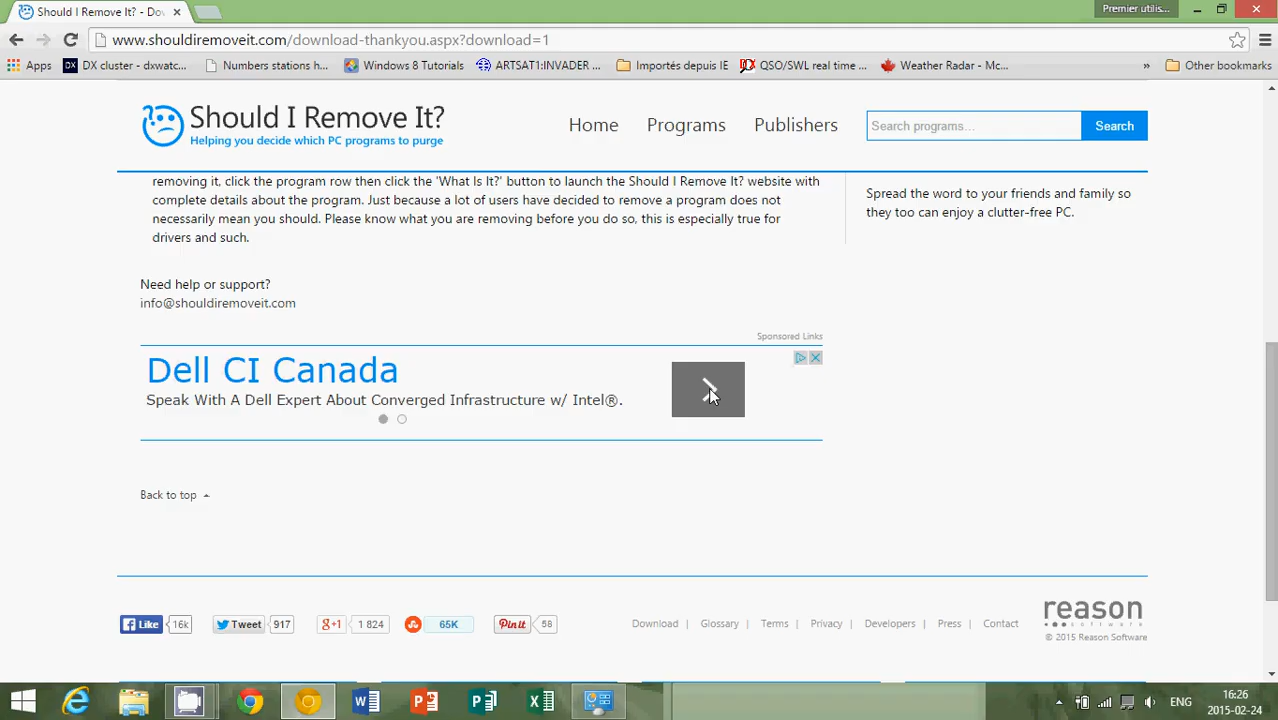 Should I Remove It? - Dov
Premier utilis...
www.shouldiremoveit.com/download-thankyou.aspx?download=1
Apps DX cluster - dxwatc... Numbers stations h... Windows 8 Tutorials ARTSAT1:INVADER ... Importés depuis IE QSO/SWL real time ... Weather Radar - Mc... » Other bookmarks
Should I Remove It?
Helping you decide which PC programs to purge
Home Programs Publishers Search programs... Search
removing it, click the program row then click the 'What Is It?' button to launch the Should I Remove It? website with
complete details about the program. Just because a lot of users have decided to remove a program does not
necessarily mean you should. Please know what you are removing before you do so, this is especially true for
drivers and such.
Spread the word to your friends and family so
they too can enjoy a clutter-free PC.
Need help or support?
info@shouldiremoveit.com
Sponsored Links
Dell CI Canada
Speak With A Dell Expert About Converged Infrastructure w/ Intel®.
Back to top
Like 16k Tweet 917 g+1 1 824 65K Pin it 58
Download | Glossary | Terms | Privacy | Developers | Press | Contact
reason
software
© 2015 Reason Software
ENG
16:26
2015-02-24